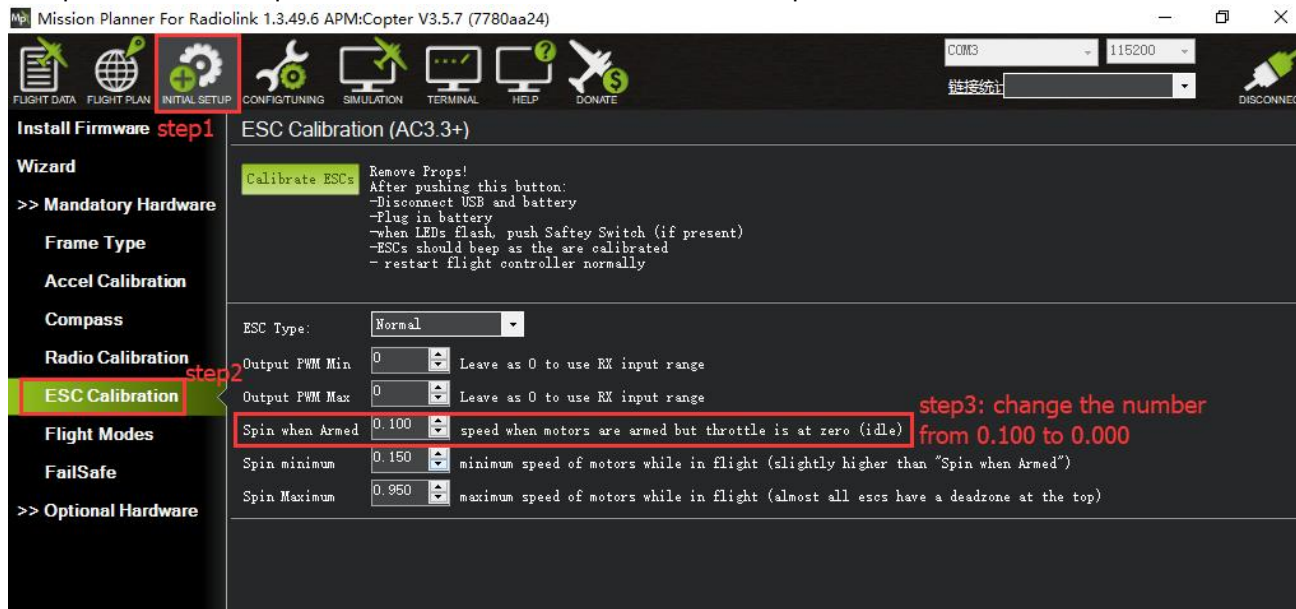 Mission Planner For Radiolink 1.3.49.6 APM:Copter V3.5.7 (7780aa24)
FLIGHT DATA
FLIGHT PLAN
INITIAL SETUP
CONFIG/TUNING
SIMULATION
TERMINAL
HELP
DONATE
COM3
115200
链接统计
DISCONNEC
Install Firmware step1
Wizard
>> Mandatory Hardware
Frame Type
Accel Calibration
Compass
Radio Calibration
step2
ESC Calibration
Flight Modes
FailSafe
>> Optional Hardware
ESC Calibration (AC3.3+)
Calibrate ESCs
Remove Props!
After pushing this button:
-Disconnect USB and battery
-Plug in battery
-when LEDs flash, push Saftey Switch (if present)
-ESCs should beep as the are calibrated
- restart flight controller normally
ESC Type: Normal
Output PWM Min 0 Leave as 0 to use RX input range
Output PWM Max 0 Leave as 0 to use RX input range
Spin when Armed 0.100 speed when motors are armed but throttle is at zero (idle)
step3: change the number
from 0.100 to 0.000
Spin minimum 0.150 minimum speed of motors while in flight (slightly higher than "Spin when Armed")
Spin Maximum 0.950 maximum speed of motors while in flight (almost all escs have a deadzone at the top)